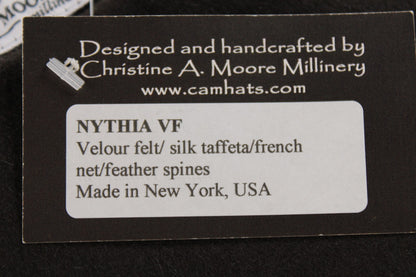 MOO
Designed and handcrafted by
Christine A. Moore Millinery
www.camhats.com
NYTHIA VF
Velour felt/ silk taffeta/french
net/feather spines
Made in New York, USA